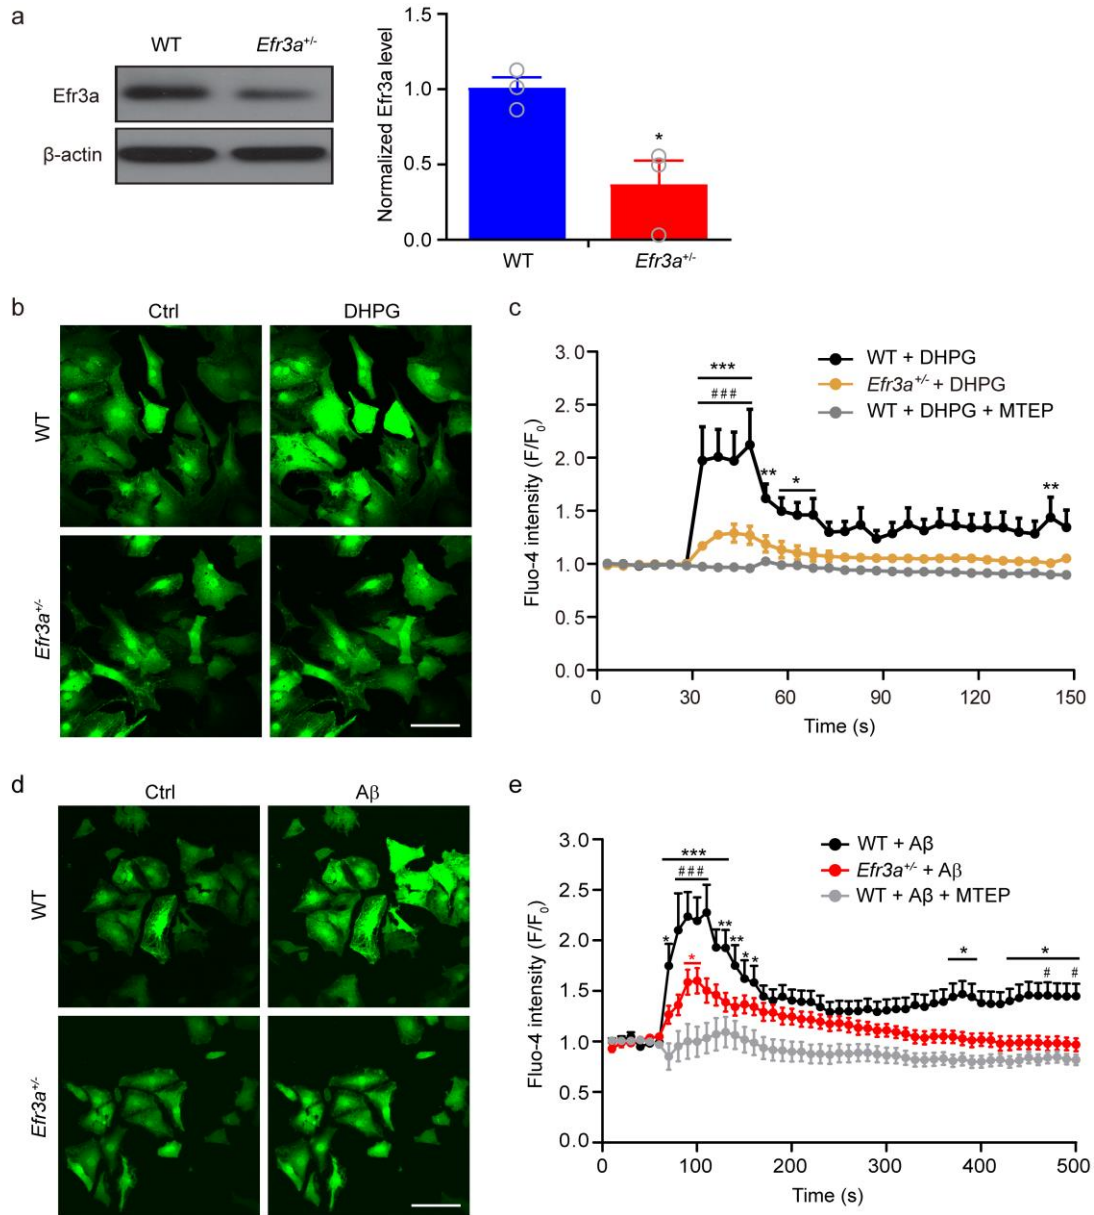 a
WT
Efr3a+/-
Efr3a
β-actin
Normalized Efr3a level
1.5
1.0
0.5
0.0
*
WT
Efr3a+/-
b
Ctrl
DHPG
WT
Efr3a+/-
c
Fluo-4 intensity (F/F0)
3.0
2.5
2.0
1.5
1.0
0.5
0.0
WT + DHPG
Efr3a+/- + DHPG
WT + DHPG + MTEP
***
###
**
*
**
0
30
60
90
120
150
Time (s)
d
Ctrl
Aβ
WT
Efr3a+/-
e
Fluo-4 intensity (F/F0)
3.0
2.5
2.0
1.5
1.0
0.5
0.0
WT + Aβ
Efr3a+/- + Aβ
WT + Aβ + MTEP
***
###
*
**
**
*
*
*
*
*
#
#
0
100
200
300
400
500
Time (s)